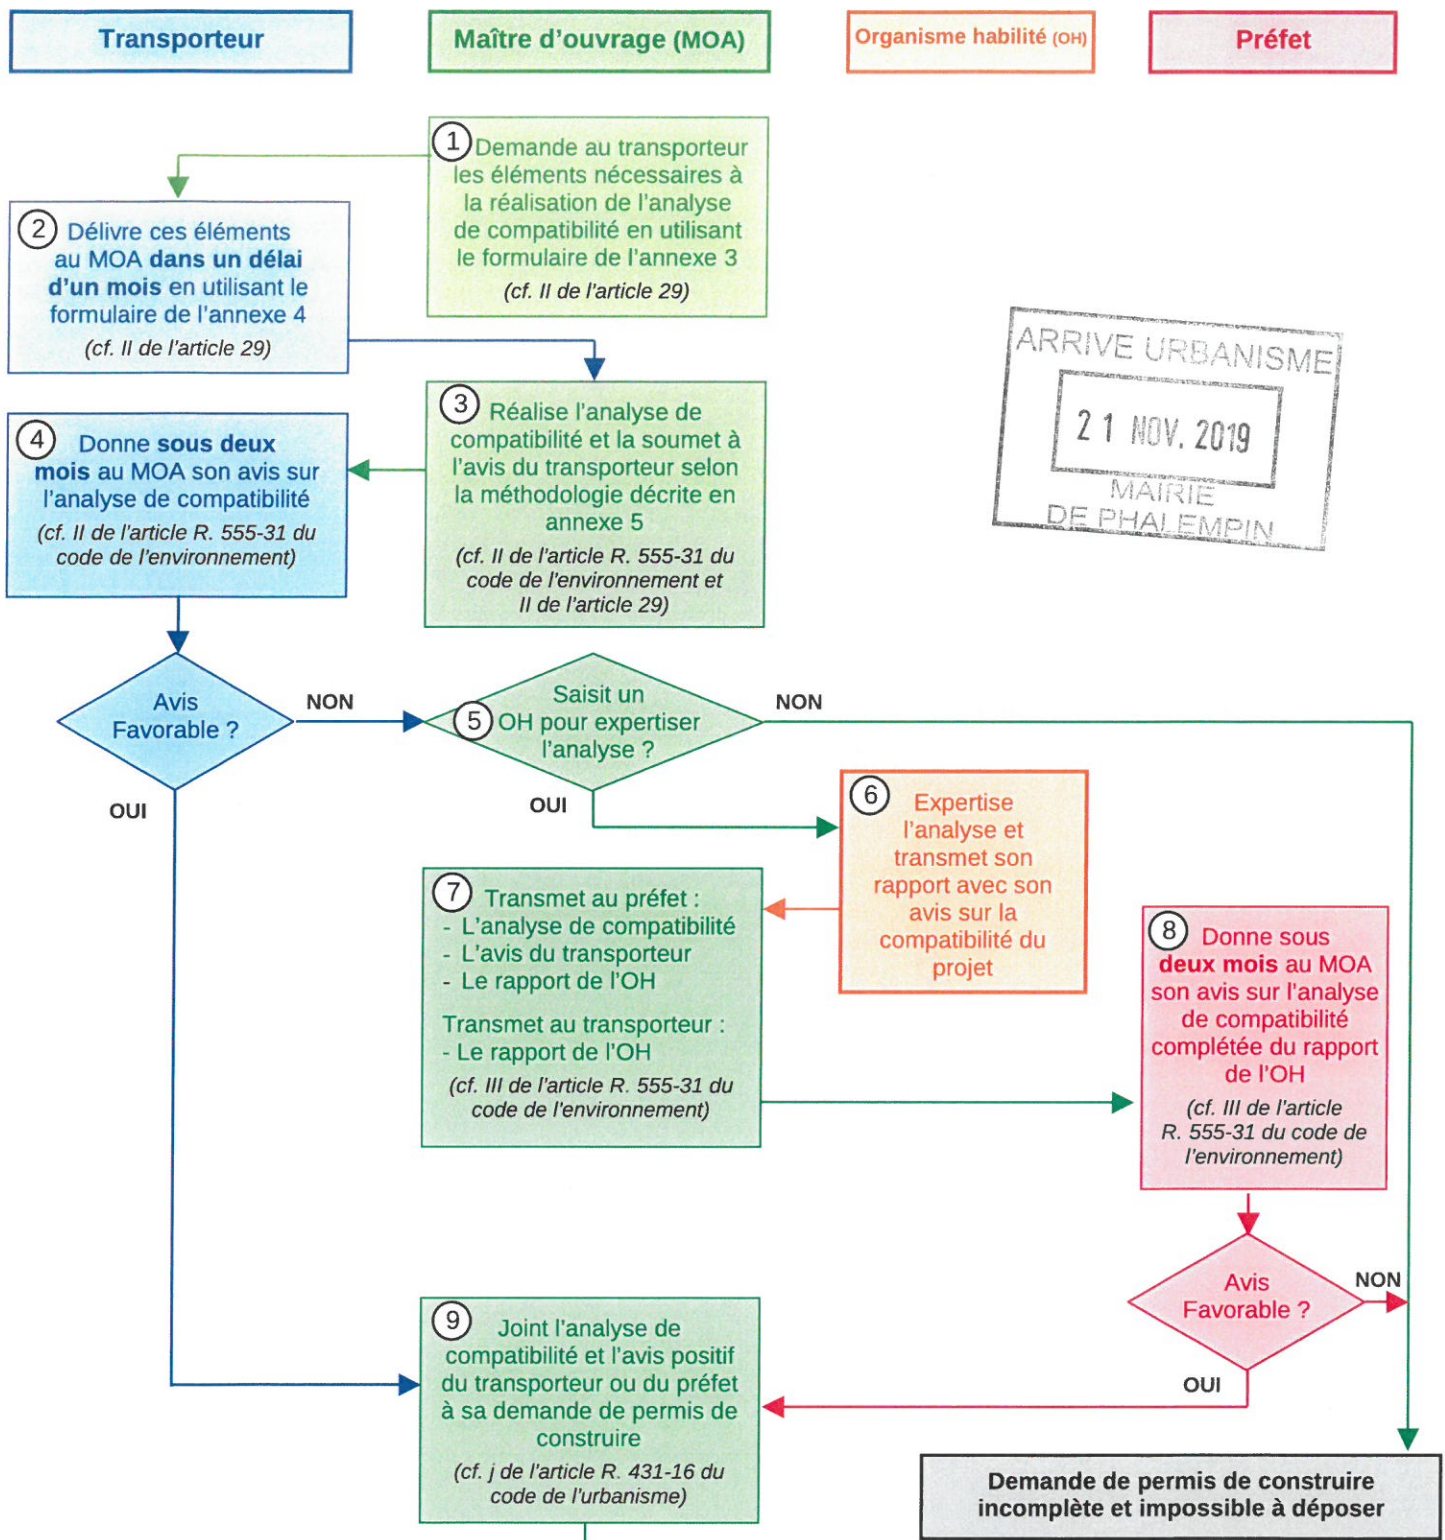 Transporteur
Maître d'ouvrage (MOA)
Organisme habilité (OH)
Préfet
1
Demande au transporteur
les éléments nécessaires à
la réalisation de l'analyse
de compatibilité en utilisant
le formulaire de l'annexe 3
(cf. II de l'article 29)
2
Délivre ces éléments
au MOA dans un délai
d'un mois en utilisant le
formulaire de l'annexe 4
(cf. II de l'article 29)
ARRIVE URBANISME
21 NOV. 2019
MAIRIE
DE PHALEMPIN
3
Réalise l'analyse de
compatibilité et la soumet à
l'avis du transporteur selon
la méthodologie décrite en
annexe 5
(cf. II de l'article R. 555-31 du
code de l'environnement et
II de l'article 29)
4
Donne sous deux
mois au MOA son avis sur
l'analyse de compatibilité
(cf. II de l'article R. 555-31 du
code de l'environnement)
Avis
Favorable ?
NON
OUI
5
Saisit un
OH pour expertiser
l'analyse ?
NON
OUI
6
Expertise
l'analyse et
transmet son
rapport avec son
avis sur la
compatibilité du
projet
7
Transmet au préfet :
- L'analyse de compatibilité
- L'avis du transporteur
- Le rapport de l'OH
Transmet au transporteur :
- Le rapport de l'OH
(cf. III de l'article R. 555-31 du
code de l'environnement)
8
Donne sous
deux mois au MOA
son avis sur l'analyse
de compatibilité
complétée du rapport
de l'OH
(cf. III de l'article
R. 555-31 du code de
l'environnement)
Avis
Favorable ?
NON
OUI
9
Joint l'analyse de
compatibilité et l'avis positif
du transporteur ou du préfet
à sa demande de permis de
construire
(cf. j de l'article R. 431-16 du
code de l'urbanisme)
Demande de permis de construire
incomplète et impossible à déposer